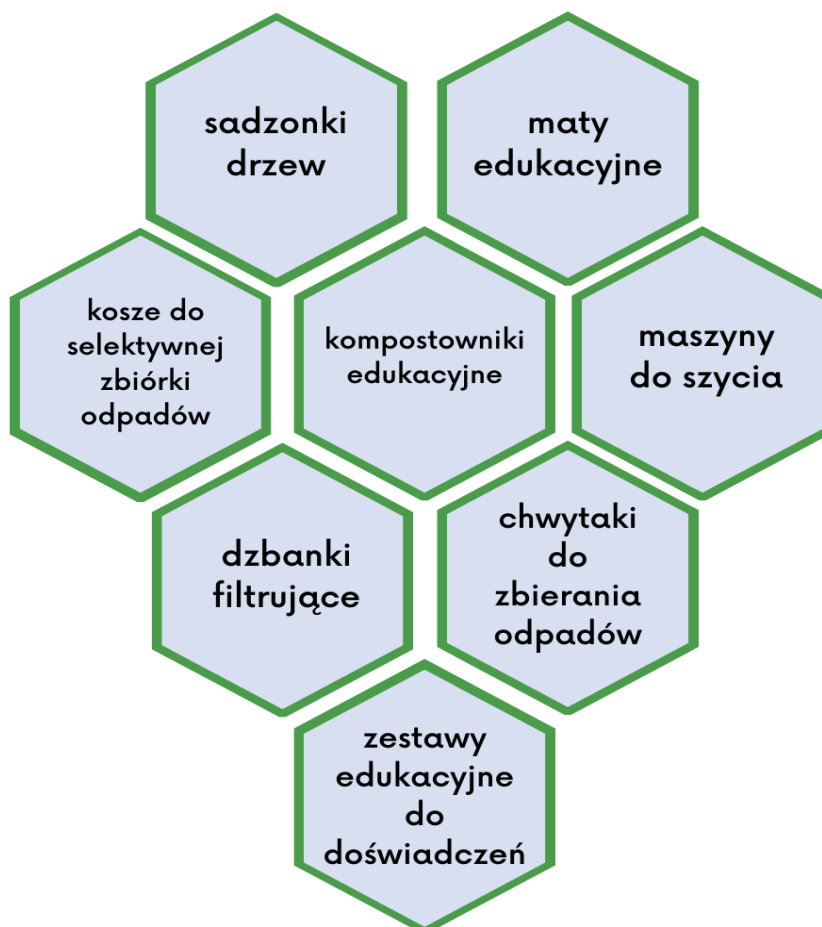 sadzonki
drzew
maty
edukacyjne
kosze do
selektywnej
zbiórki
odpadów
kompostowniki
edukacyjne
maszyny
do szycia
dzbanki
filtrujące
chwytaki
do
zbierania
odpadów
zestawy
edukacyjne
do
doświadczeń